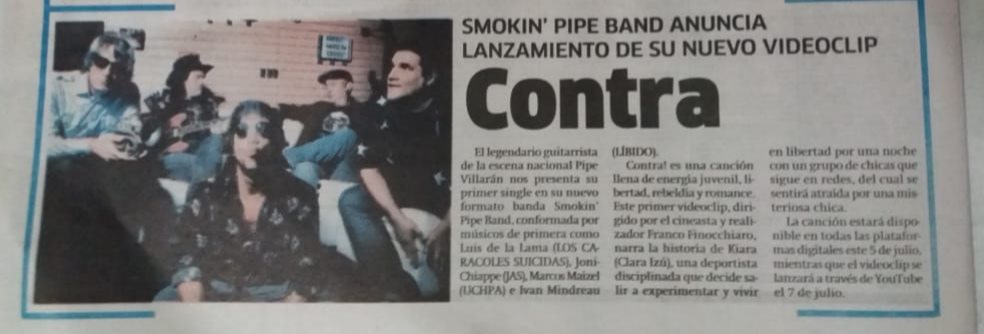 SMOKIN' PIPE BAND ANUNCIA
LANZAMIENTO DE SU NUEVO VIDEOCLIP
Contra
El legendario guitarrista
de la escena nacional Pipe
Villarán nos presenta su
primer single en su nuevo
formato banda Smokin'
Pipe Band, conformada por
músicos de primera como
Luis de la Lama (LOS CA-
RACOLES SUICIDAS), Joni-
Chiappe (JAS), Marcos Maizel
(UCHPA) e Ivan Mindreau
(LÍBIDO).
Contra! es una canción
llena de energia juvenil, li-
bertad, rebeldía y romance.
Este primer videoclip, diri-
gido por el cineasta y reali-
zador Franco Finocchiaro,
narra la historia de Kiara
(Clara Izú), una deportista
disciplinada que decide sa-
lir a experimentar y vivir
en libertad por una noche
con un grupo de chicas que
sigue en redes, del cual se
sentirá atraída por una mis-
teriosa chica.
La canción estará dispo-
nible en todas las platafor-
mas digitales este 5 de julio,
mientras que el videoclip se
lanzará a través de YouTube
el 7 de julio.